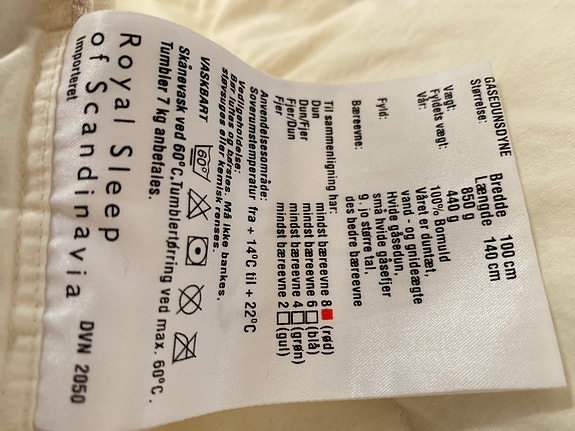 GASEDUNSDYNE
Størrelse: Bredde 100 cm
Længde 140 cm
Vægt: 850 g
Fyldets vægt: 440 g
Vår: 100% Bomuld
Våret er duntæt,
vand - og gnideægte
Fyld: Hvide gåsedun,
små hvide gåsefjer
Bæreevne: 9. jo større tal,
des bedre bæreevne
Til sammenligning har:
Dun mindst bæreevne 8 (rød)
Dun/Fjer mindst bæreevne 6 (blå)
Fjer/Dun mindst bæreevne 4 (grøn)
Fjer mindst bæreevne 2 (gul)
Anvendelsesområde:
Soverumstemperatur fra + 14°C til + 22°C
Vedligeholdelse:
Bør luftes og børstes. Må ikke bankes,
støvsuges eller kemisk renses.
VASKBART
60°
Skånevask ved 60°C. Tumblertørring ved max. 60°C.
Tumbler 7 kg anbefales.
Royal Sleep
of Scandinavia DVN 2050
Importeret